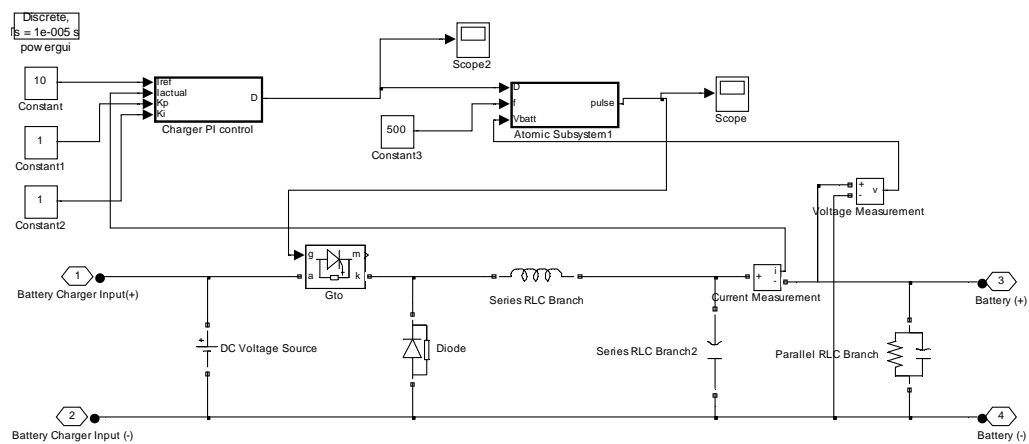 Discrete,
s = 1e-005 s
powergui
Scope2
10
Constant
Iref
Iactual
Kp
Ki
D
Charger PI control
D
f
Vbatt
pulse
Atomic Subsystem1
Scope
500
Constant3
1
Constant1
1
Constant2
+
-
v
Voltage Measurement
g
m
a
k
Gto
1
Battery Charger Input(+)
Series RLC Branch
i
+
-
Current Measurement
3
Battery (+)
+
DC Voltage Source
Diode
Series RLC Branch2
Parallel RLC Branch
2
Battery Charger Input (-)
4
Battery (-)